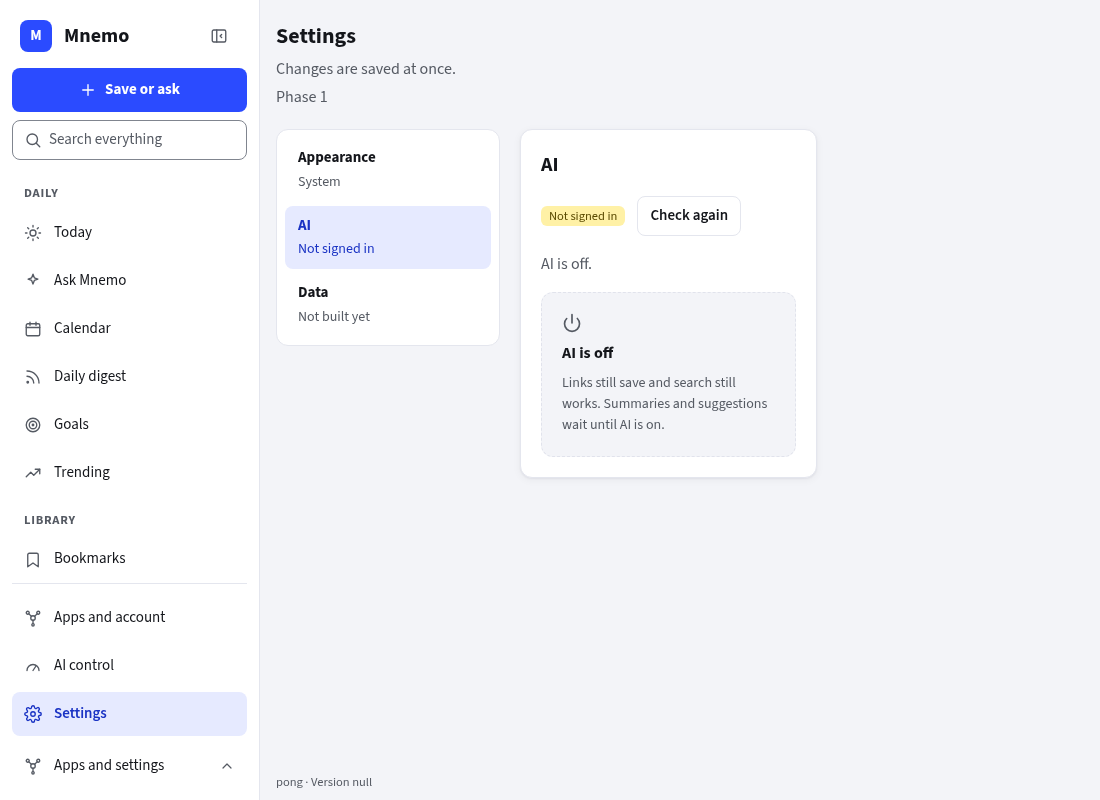 M
Mnemo
Save or ask
Search everything
DAILY
Today
Ask Mnemo
Calendar
Daily digest
Goals
Trending
LIBRARY
Bookmarks
Apps and account
AI control
Settings
Apps and settings
Settings
Changes are saved at once.
Phase 1
Appearance
System
AI
Not signed in
Data
Not built yet
AI
Not signed in
Check again
AI is off.
AI is off
Links still save and search still
works. Summaries and suggestions
wait until AI is on.
pong · Version null